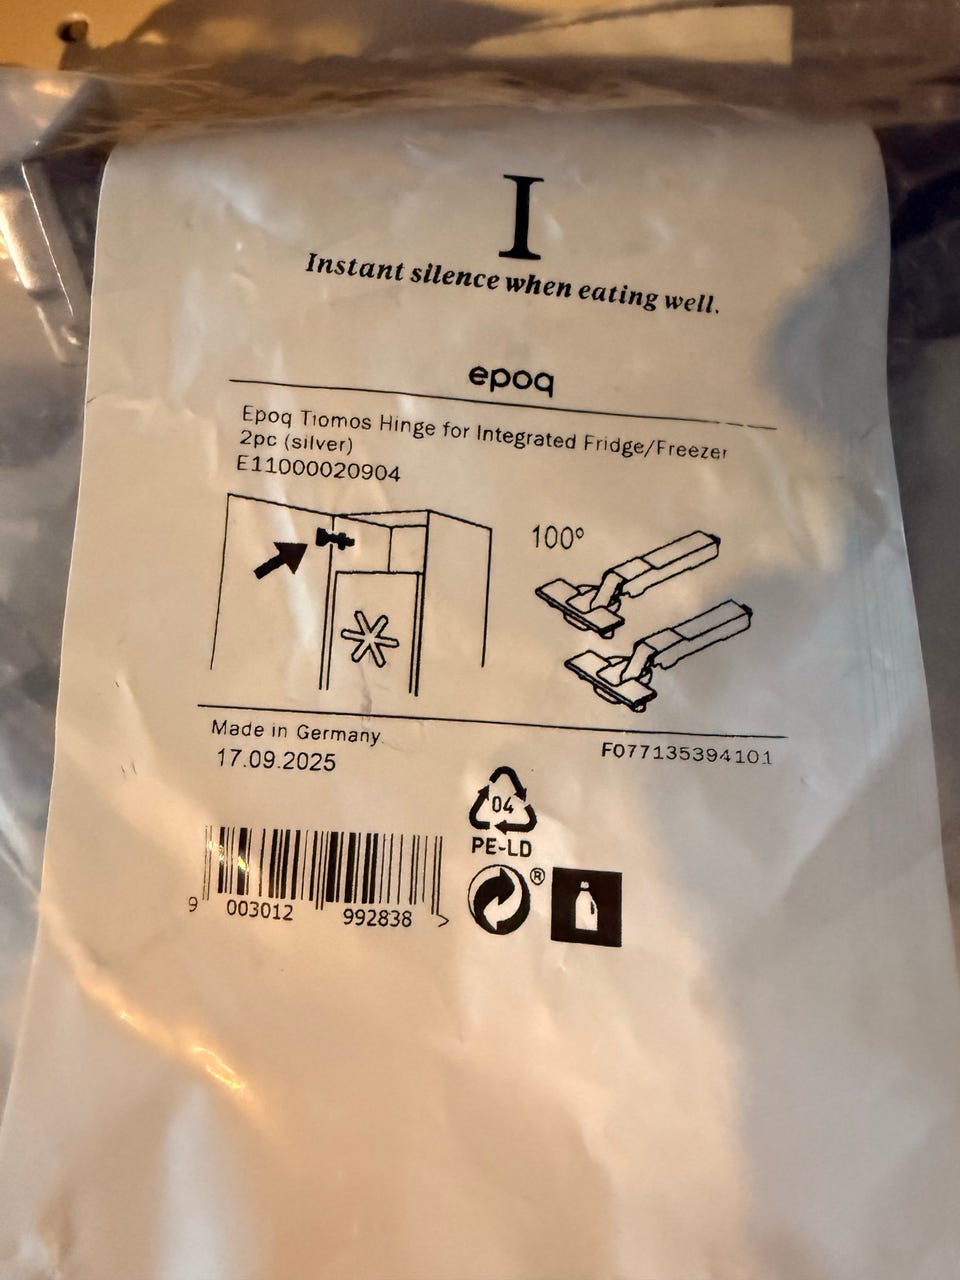 I
Instant silence when eating well.
epoq
Epoq Tiomos Hinge for Integrated Fridge/Freezer
2pc (silver)
E11000020904
100°
Made in Germany
17.09.2025
F077135394101
04
PE-LD
®
9 003012 992838 >